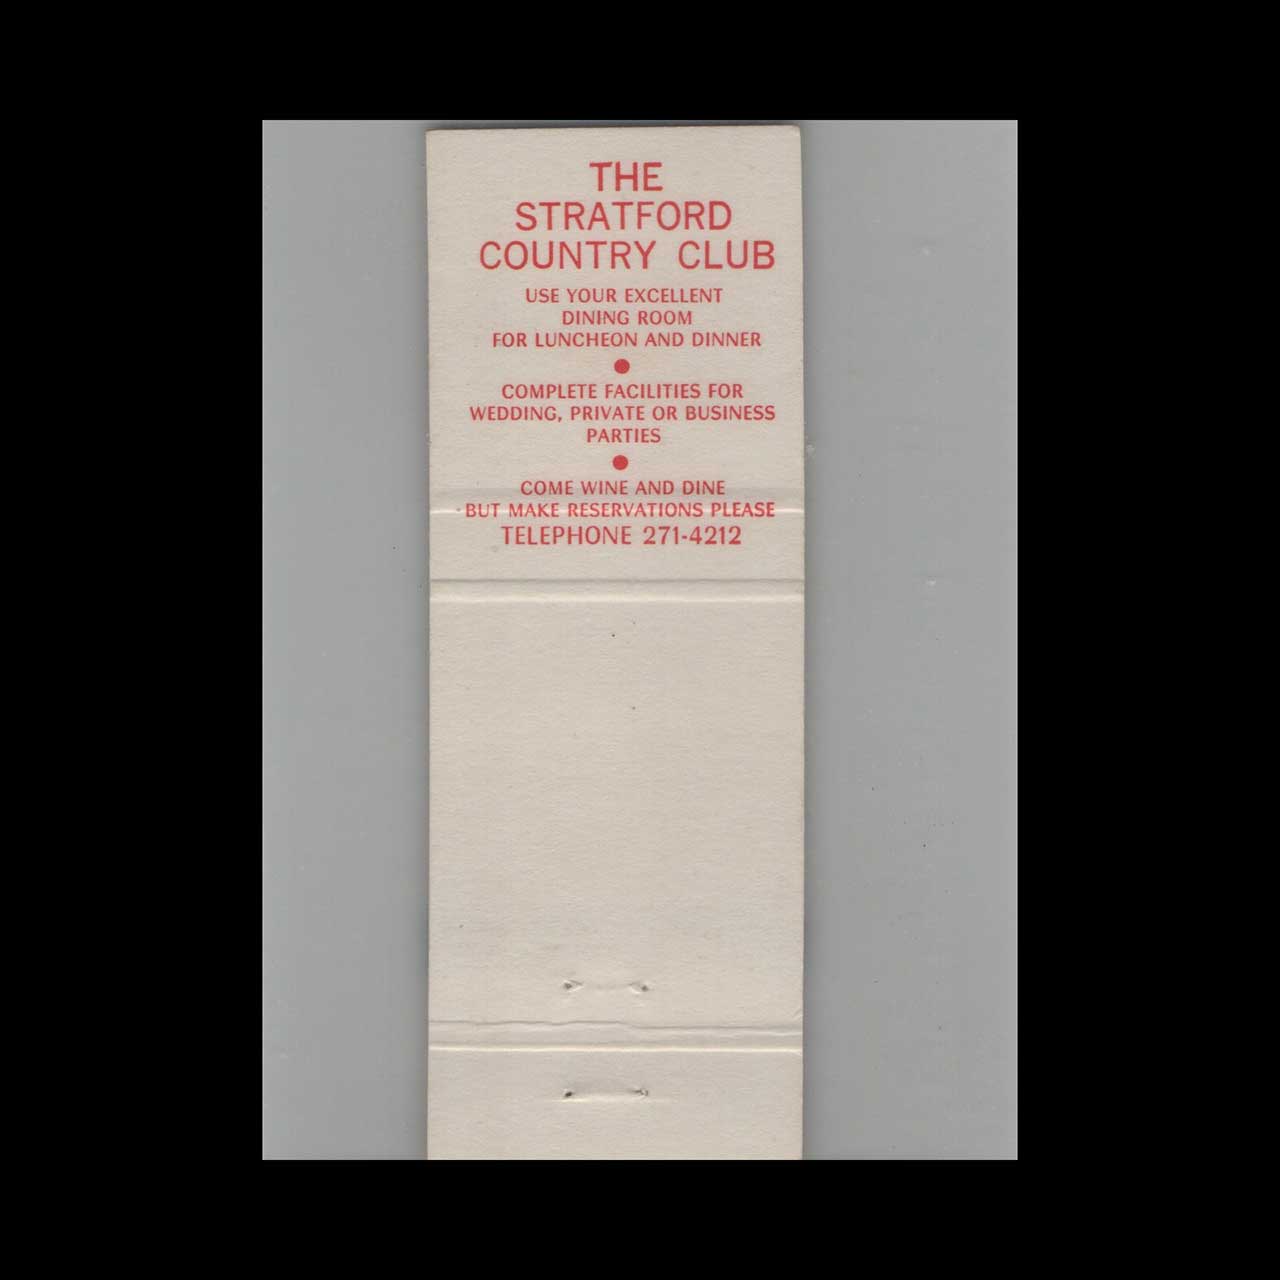 THE
STRATFORD
COUNTRY CLUB
USE YOUR EXCELLENT
DINING ROOM
FOR LUNCHEON AND DINNER
●
COMPLETE FACILITIES FOR
WEDDING, PRIVATE OR BUSINESS
PARTIES
●
COME WINE AND DINE
BUT MAKE RESERVATIONS PLEASE
TELEPHONE 271-4212